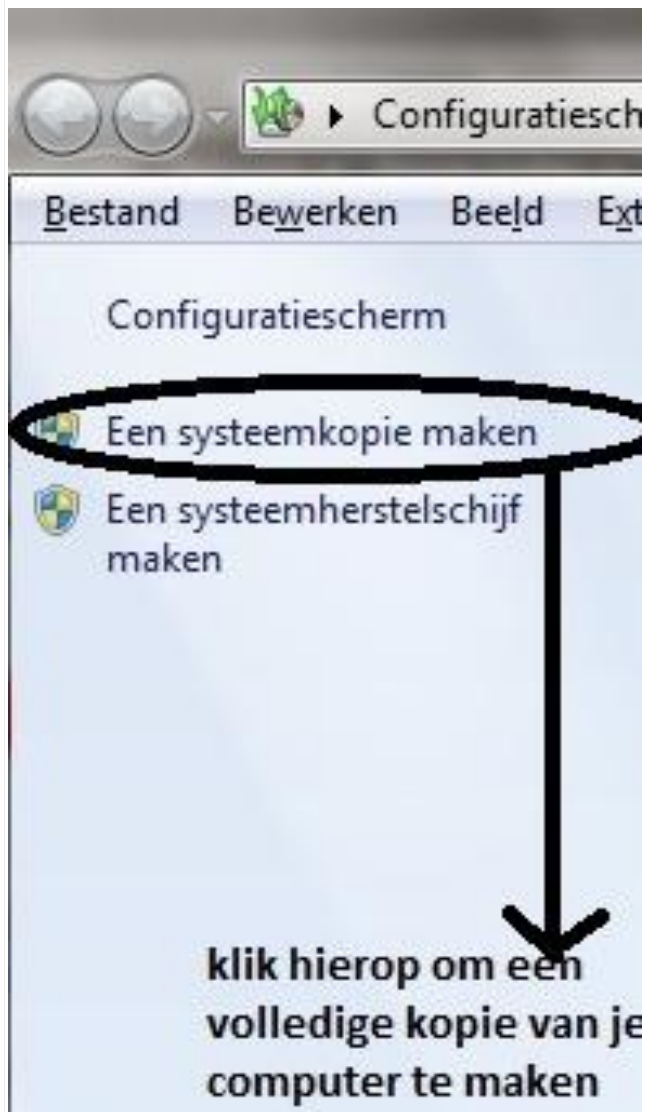 Configuratiesch
Bestand Bewerken Beeld Ext
Configuratiescherm
Een systeemkopie maken
Een systeemherstelschijf
maken
klik hierop om een
volledige kopie van je
computer te maken